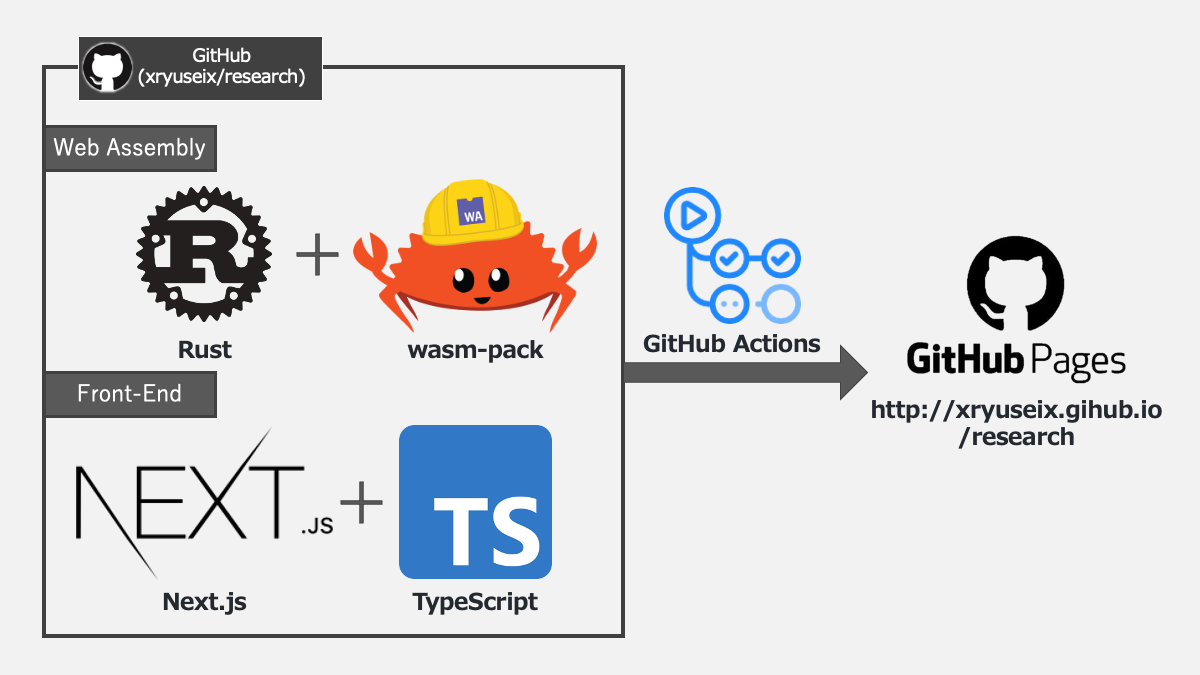 GitHub
(xryuseix/research)
Web Assembly
R
WA
Rust
wasm-pack
Front-End
NEXT
.JS
TS
Next.js
TypeScript
GitHub Actions
GitHub Pages
http://xryuseix.gihub.io
/research